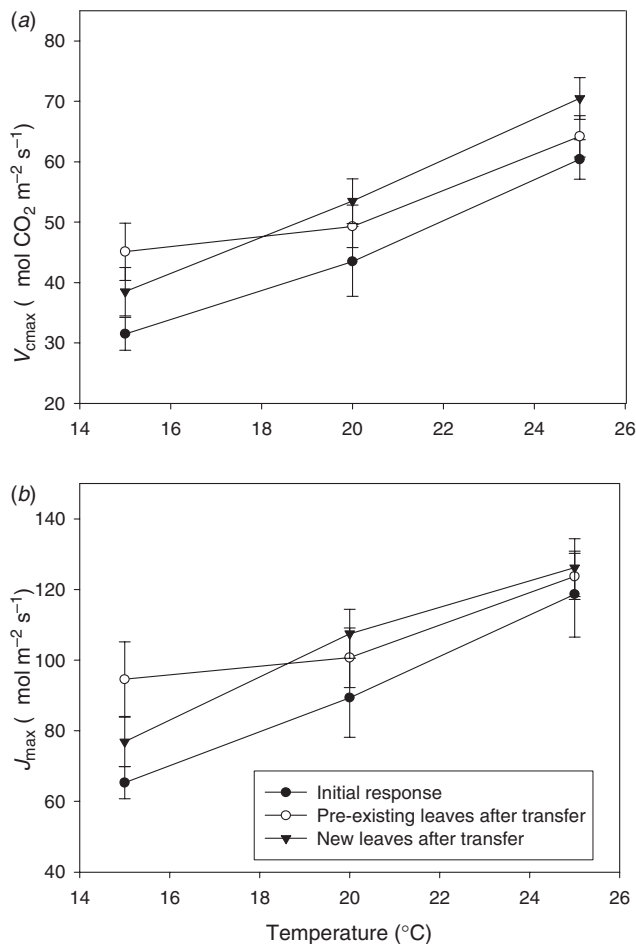 (a)
80
70
60
50
40
30
20
V_cmax ( mol CO₂ m⁻² s⁻¹)
14 16 18 20 22 24 26
(b)
140
120
100
80
60
40
J_max ( mol m⁻² s⁻¹)
Initial response
Pre-existing leaves after transfer
New leaves after transfer
14 16 18 20 22 24 26
Temperature (°C)